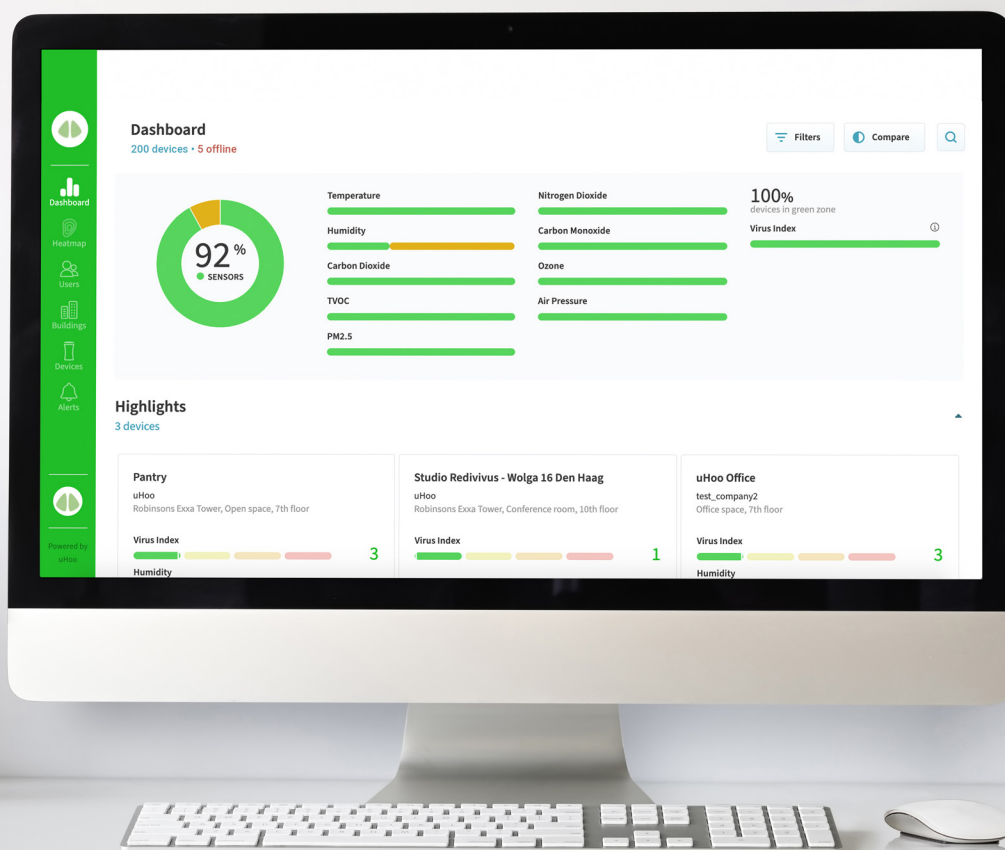 Dashboard
200 devices • 5 offline
Filters
Compare
Dashboard
Heatmap
Users
Buildings
Devices
Alerts
Powered by
uHoo
92%
SENSORS
Temperature
Humidity
Carbon Dioxide
TVOC
PM2.5
Nitrogen Dioxide
Carbon Monoxide
Ozone
Air Pressure
100%
devices in green zone
Virus Index
Highlights
3 devices
Pantry
uHoo
Robinsons Exxa Tower, Open space, 7th floor
Virus Index
3
Humidity
Studio Redivivus - Wolga 16 Den Haag
uHoo
Robinsons Exxa Tower, Conference room, 10th floor
Virus Index
1
uHoo Office
test_company2
Office space, 7th floor
Virus Index
3
Humidity